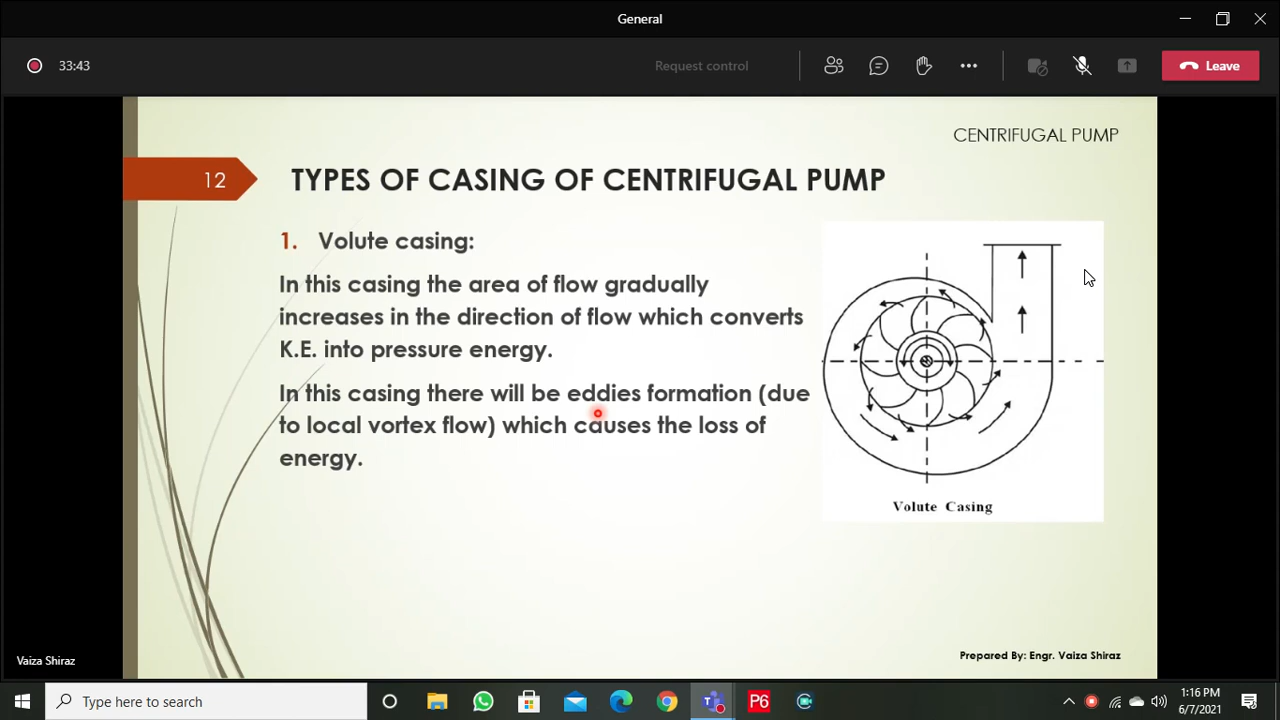 General
33:43
Request control
Leave
CENTRIFUGAL PUMP
12
TYPES OF CASING OF CENTRIFUGAL PUMP
1. Volute casing:
In this casing the area of flow gradually
increases in the direction of flow which converts
K.E. into pressure energy.
In this casing there will be eddies formation (due
to local vortex flow) which causes the loss of
energy.
Volute Casing
Prepared By: Engr. Vaiza Shiraz
Vaiza Shiraz
Type here to search
P6
1:16 PM
6/7/2021